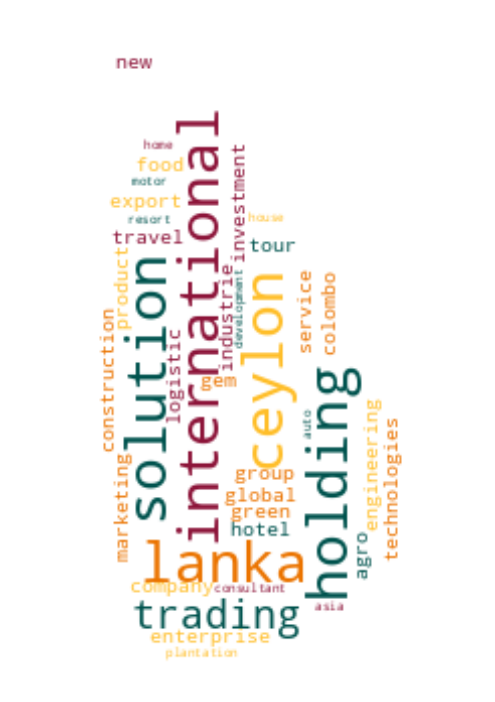 new
international
home
food
motor
export
resort
travel
investment
house
tour
product
solution
industrie
development
ceylon
service
colombo
construction
logistic
gem
holding
auto
engineering
technologies
marketing
group
global
green
hotel
agro
lanka
company
consultant
asia
trading
enterprise
plantation